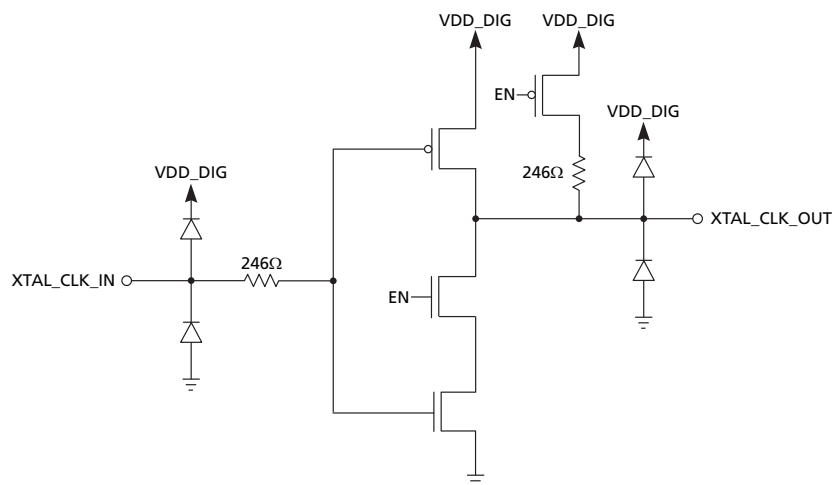 VDD_DIG
VDD_DIG
EN
VDD_DIG
246Ω
VDD_DIG
XTAL_CLK_OUT
246Ω
XTAL_CLK_IN
EN